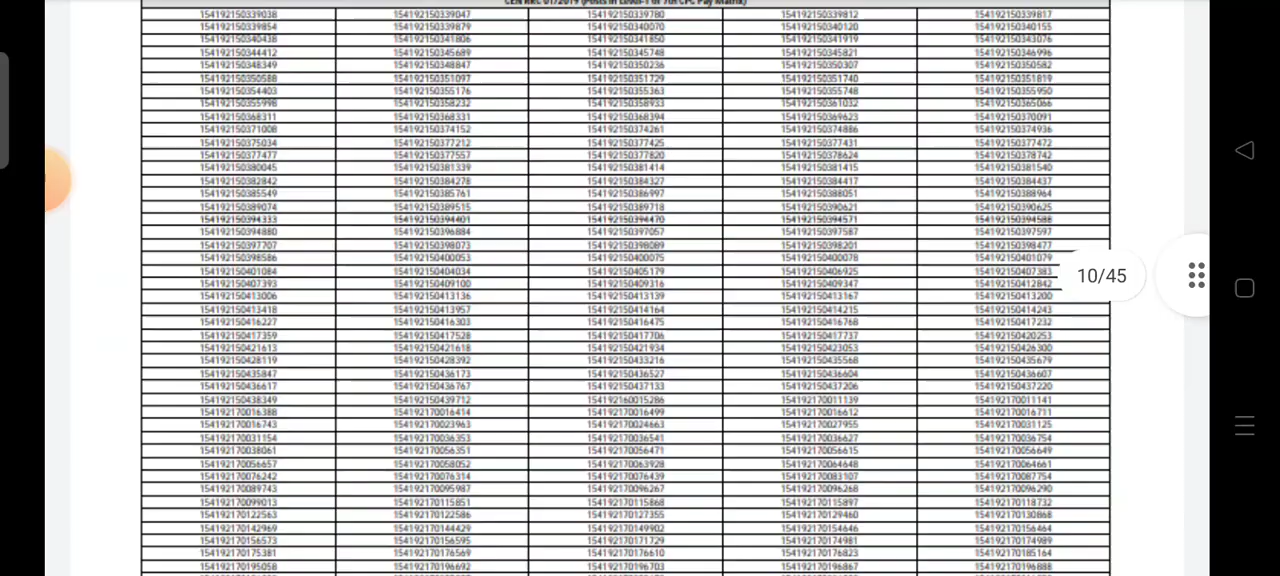 CEN RRC 01/2019 (Posts in Level-1 of 7th CPC Pay Matrix)
154192150339038 154192150339047 154192150339780 154192150339812 154192150339817
154192150339854 154192150339879 154192150340070 154192150340120 154192150340155
154192150340438 154192150341806 154192150341850 154192150341919 154192150343076
154192150344412 154192150345689 154192150345748 154192150345821 154192150346996
154192150348349 154192150348847 154192150350236 154192150350307 154192150350582
154192150350588 154192150351097 154192150351729 154192150351740 154192150351819
154192150354403 154192150355176 154192150355363 154192150355748 154192150355950
154192150355998 154192150358232 154192150358933 154192150361032 154192150365066
154192150368311 154192150368331 154192150368394 154192150369623 154192150370091
154192150371008 154192150374152 154192150374261 154192150374886 154192150374936
154192150375034 154192150377212 154192150377425 154192150377431 154192150377472
154192150377477 154192150377557 154192150377820 154192150378624 154192150378742
154192150380045 154192150381339 154192150381414 154192150381415 154192150381540
154192150382842 154192150384278 154192150384327 154192150384417 154192150384437
154192150385549 154192150385761 154192150386997 154192150388051 154192150388964
154192150389074 154192150389515 154192150389718 154192150390621 154192150390625
154192150394333 154192150394401 154192150394470 154192150394571 154192150394588
154192150394880 154192150396884 154192150397057 154192150397587 154192150397597
154192150397707 154192150398073 154192150398089 154192150398201 154192150398477
154192150398586 154192150400053 154192150400075 154192150400078 154192150401079
154192150401084 154192150404034 154192150405179 154192150406925 154192150407383
154192150407393 154192150409100 154192150409316 154192150409347 154192150412842
10/45
154192150413006 154192150413136 154192150413139 154192150413167 154192150413200
154192150413418 154192150413957 154192150414164 154192150414215 154192150414243
154192150416227 154192150416303 154192150416475 154192150416768 154192150417232
154192150417359 154192150417528 154192150417706 154192150417737 154192150420253
154192150421613 154192150421618 154192150421934 154192150423053 154192150426300
154192150428119 154192150428392 154192150433216 154192150435568 154192150435679
154192150435847 154192150436173 154192150436527 154192150436604 154192150436607
154192150436617 154192150436767 154192150437133 154192150437206 154192150437220
154192150438349 154192150439712 154192160015286 154192170011139 154192170011141
154192170016388 154192170016414 154192170016499 154192170016612 154192170016711
154192170016743 154192170023963 154192170024663 154192170027955 154192170031125
154192170031154 154192170036353 154192170036541 154192170036627 154192170036754
154192170038061 154192170056351 154192170056471 154192170056615 154192170056649
154192170056657 154192170058052 154192170063928 154192170064648 154192170064661
154192170076242 154192170076314 154192170076439 154192170083107 154192170087754
154192170089743 154192170095987 154192170096267 154192170096268 154192170096290
154192170099013 154192170115851 154192170115868 154192170115897 154192170118732
154192170122563 154192170122586 154192170127355 154192170129460 154192170130868
154192170142969 154192170144429 154192170149902 154192170154646 154192170156464
154192170156573 154192170156595 154192170171729 154192170174981 154192170174989
154192170175381 154192170176569 154192170176610 154192170176823 154192170185164
154192170195058 154192170196692 154192170196703 154192170196867 154192170196888